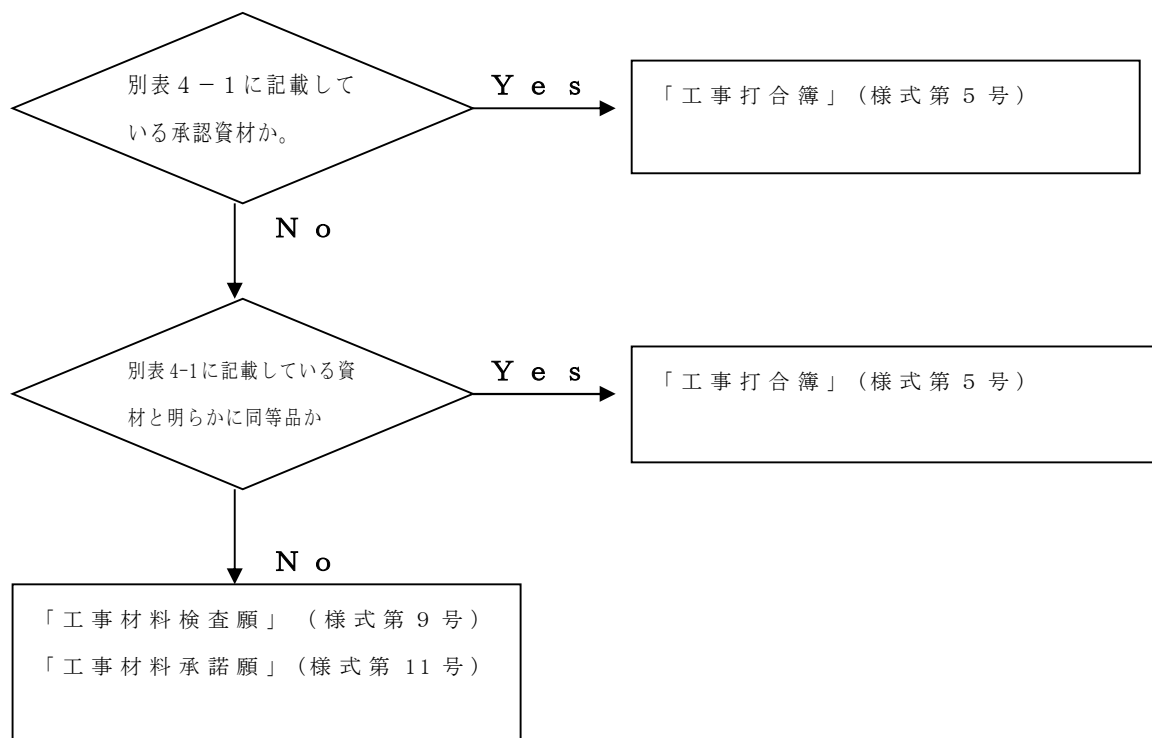 別表４－１に記載して
いる承認資材か。
Ｙｅｓ
「工事打合簿」（様式第５号）
Ｎｏ
別表4-1に記載している資
材と明らかに同等品か
Ｙｅｓ
「工事打合簿」（様式第５号）
Ｎｏ
「工事材料検査願」（様式第９号）
「工事材料承諾願」（様式第 11 号）